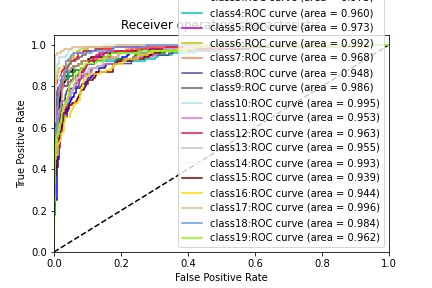 Receiver
class4:ROC curve (area = 0.960)
class5:ROC curve (area = 0.973)
class6:ROC curve (area = 0.992)
class7:ROC curve (area = 0.968)
class8:ROC curve (area = 0.948)
class9:ROC curve (area = 0.986)
class10:ROC curve (area = 0.995)
class11:ROC curve (area = 0.953)
class12:ROC curve (area = 0.963)
class13:ROC curve (area = 0.955)
class14:ROC curve (area = 0.993)
class15:ROC curve (area = 0.939)
class16:ROC curve (area = 0.944)
class17:ROC curve (area = 0.996)
class18:ROC curve (area = 0.984)
class19:ROC curve (area = 0.962)
True Positive Rate
1.0
0.8
0.6
0.4
0.2
0.0
0.0 0.2 0.4 0.6 0.8 1.0
False Positive Rate